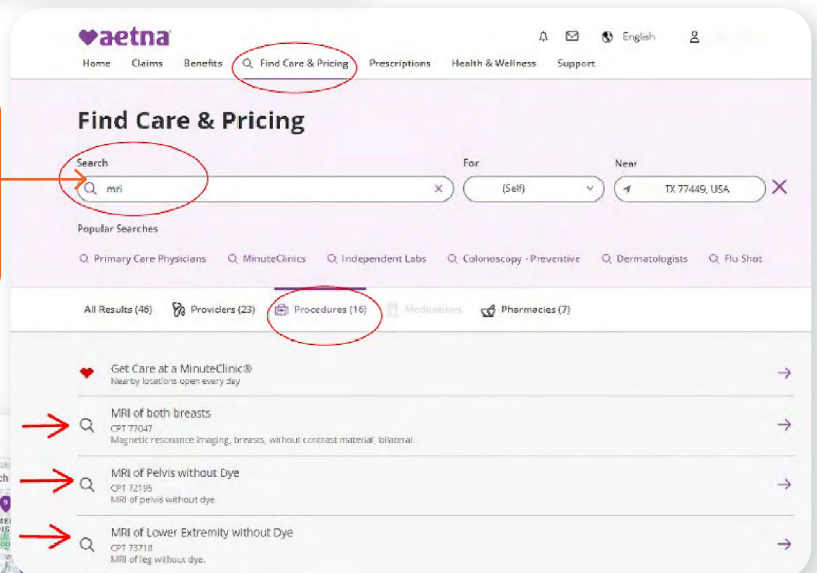 aetna
English
Home Claims Benefits Find Care & Pricing Prescriptions Health & Wellness Support
Find Care & Pricing
Search For Near
mri (Self) TX 77449, USA
Popular Searches
Primary Care Physicians MinuteClinics Independent Labs Colonoscopy - Preventive Dermatologists Flu Shot
All Results (46) Providers (23) Procedures (16) Medications Pharmacies (7)
Get Care at a MinuteClinic®
Nearby locations open every day
MRI of both breasts
CPT 77047
Magnetic resonance imaging, breasts, without contrast material, bilateral.
MRI of Pelvis without Dye
CPT 72195
MRI of pelvis without dye.
MRI of Lower Extremity without Dye
CPT 73718
MRI of leg without dye.